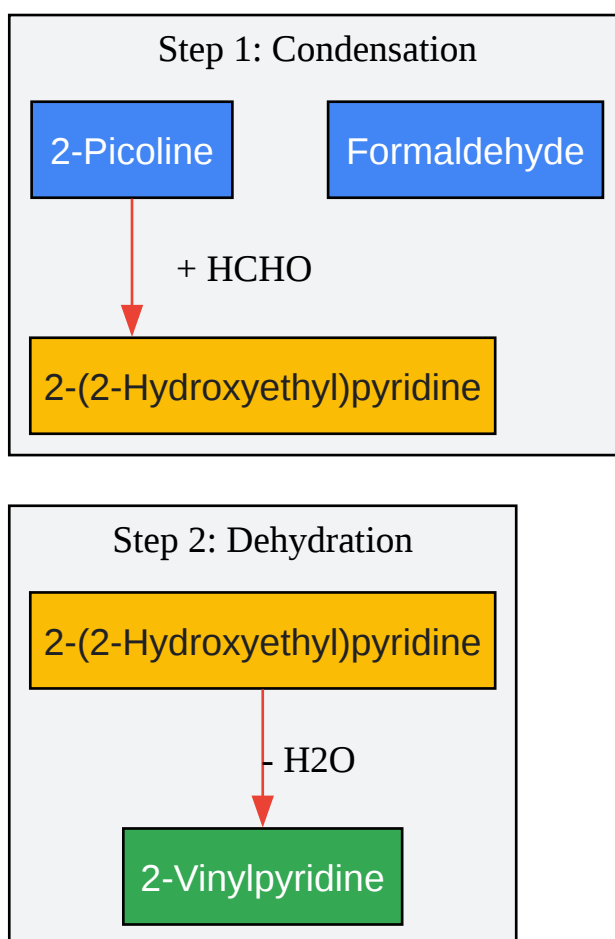 Step 1: Condensation
2-Picoline
Formaldehyde
+ HCHO
2-(2-Hydroxyethyl)pyridine
Step 2: Dehydration
2-(2-Hydroxyethyl)pyridine
- H2O
2-Vinylpyridine